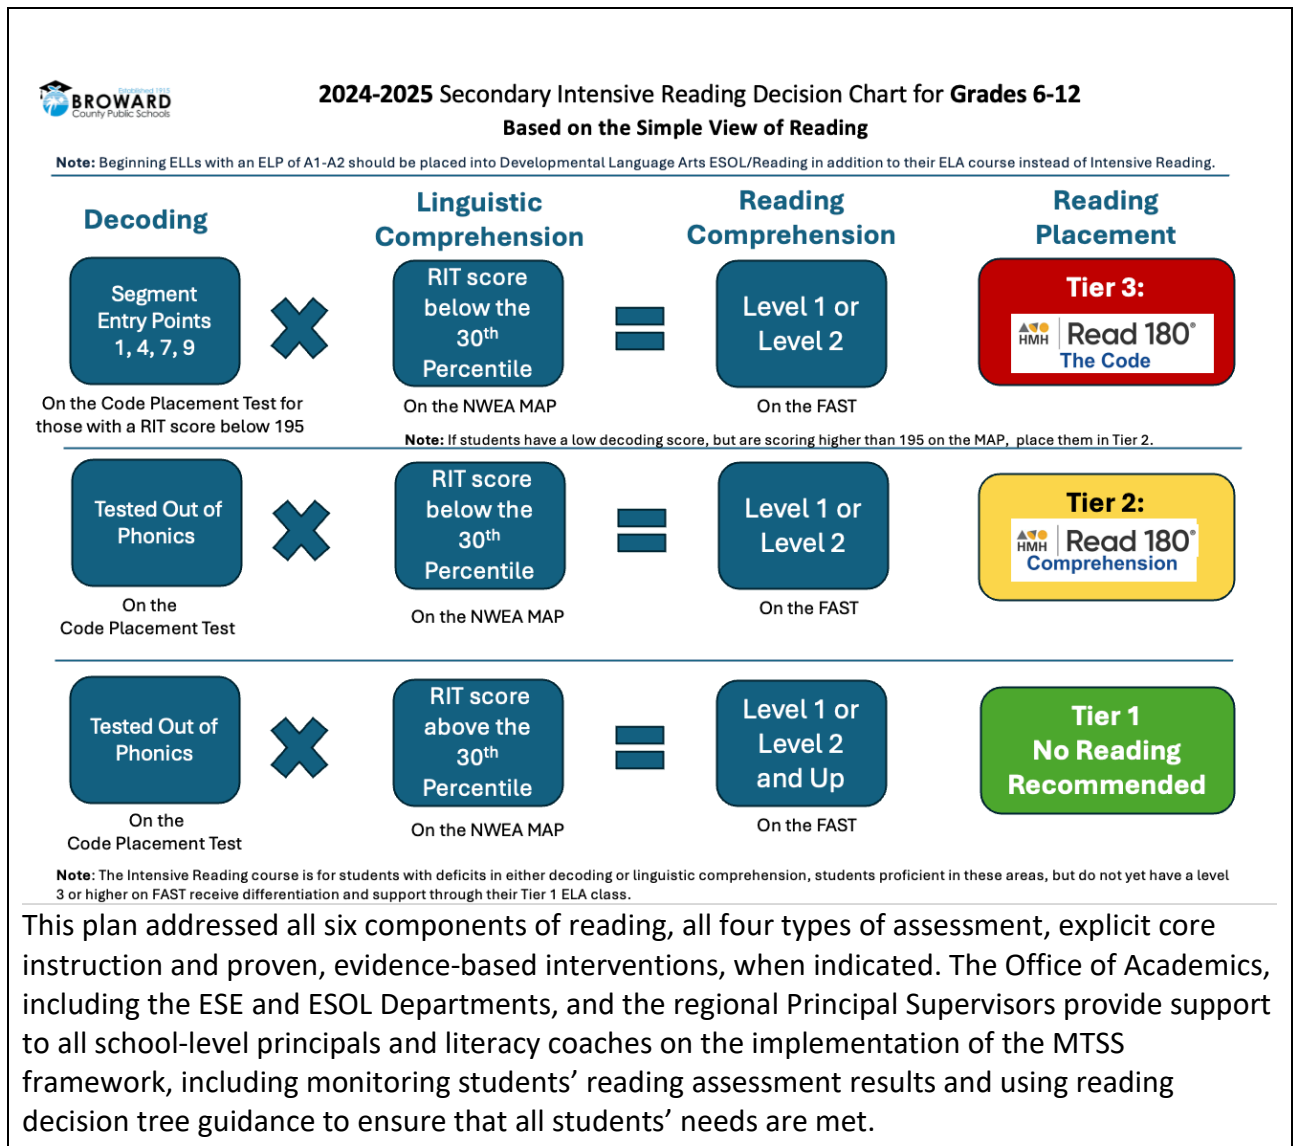 Established 1915
BROWARD
County Public Schools
2024-2025 Secondary Intensive Reading Decision Chart for Grades 6-12
Based on the Simple View of Reading
Note: Beginning ELLs with an ELP of A1-A2 should be placed into Developmental Language Arts ESOL/Reading in addition to their ELA course instead of Intensive Reading.
Decoding
Linguistic
Comprehension
Reading
Comprehension
Reading
Placement
Segment
Entry Points
1, 4, 7, 9
On the Code Placement Test for
those with a RIT score below 195
RIT score
below the
30th
Percentile
On the NWEA MAP
Level 1 or
Level 2
On the FAST
Tier 3:
HMH Read 180®
The Code
Note: If students have a low decoding score, but are scoring higher than 195 on the MAP, place them in Tier 2.
Tested Out of
Phonics
On the
Code Placement Test
RIT score
below the
30th
Percentile
On the NWEA MAP
Level 1 or
Level 2
On the FAST
Tier 2:
HMH Read 180®
Comprehension
Tested Out of
Phonics
On the
Code Placement Test
RIT score
above the
30th
Percentile
On the NWEA MAP
Level 1 or
Level 2
and Up
On the FAST
Tier 1
No Reading
Recommended
Note: The Intensive Reading course is for students with deficits in either decoding or linguistic comprehension, students proficient in these areas, but do not yet have a level
3 or higher on FAST receive differentiation and support through their Tier 1 ELA class.
This plan addressed all six components of reading, all four types of assessment, explicit core
instruction and proven, evidence-based interventions, when indicated. The Office of Academics,
including the ESE and ESOL Departments, and the regional Principal Supervisors provide support
to all school-level principals and literacy coaches on the implementation of the MTSS
framework, including monitoring students’ reading assessment results and using reading
decision tree guidance to ensure that all students’ needs are met.